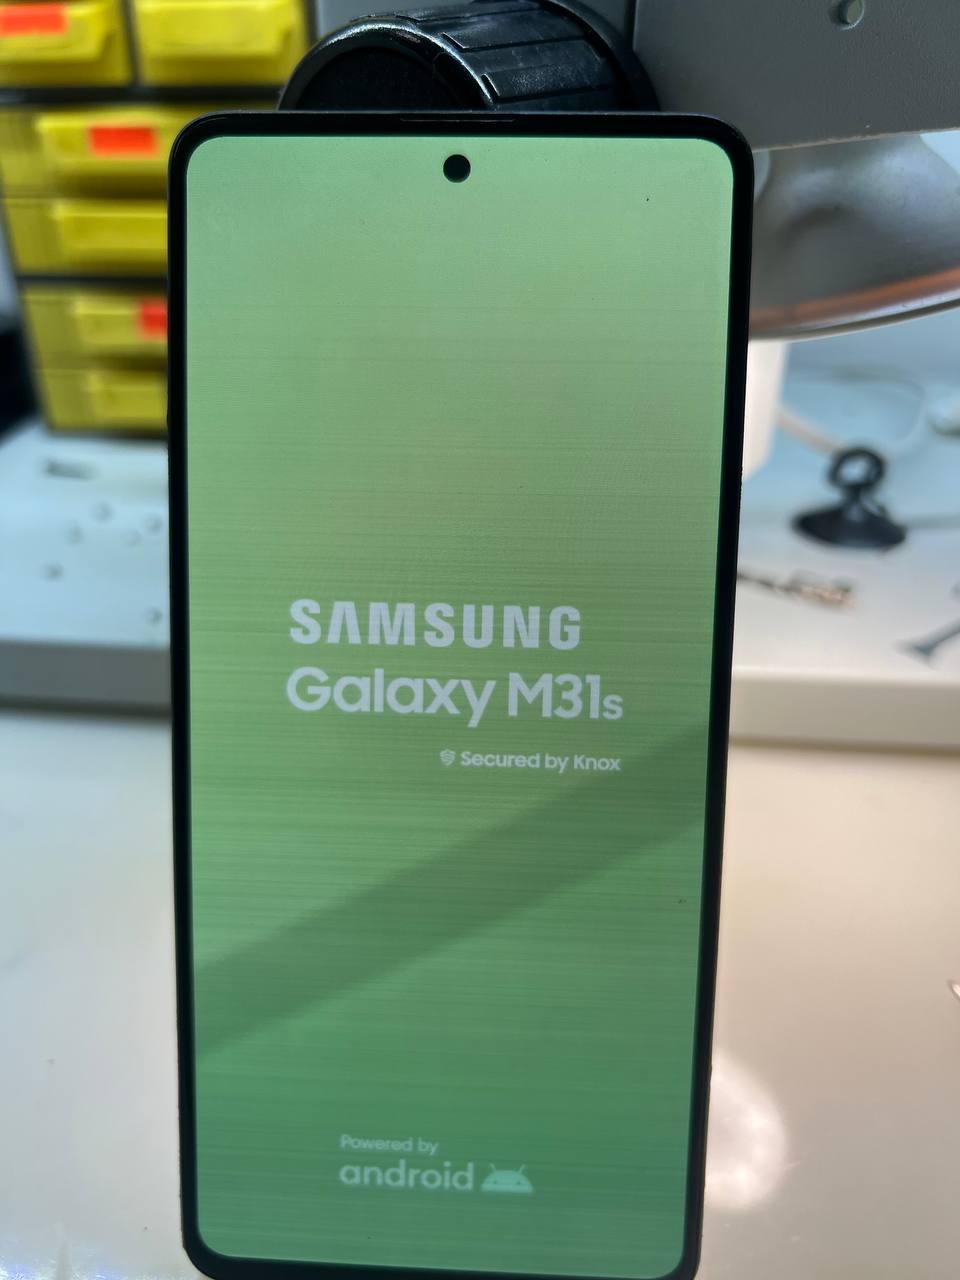 SAMSUNG
Galaxy M31s
Secured by Knox
Powered by
android